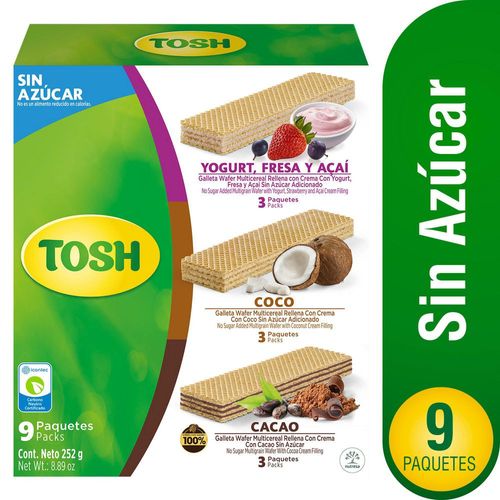 TOSH
SIN
AZÚCAR
No es un alimento reducido en calorías.
YOGURT, FRESA Y AÇAÍ
Galleta Wafer Multicereal Rellena con Crema Con Yogurt,
Fresa y Açaí Sin Azúcar Adicionado
No Sugar Added Multigrain Wafer with Yogurt, Strawberry and Açaí Cream Filling
3 Paquetes
Packs
TOSH
COCO
Galleta Wafer Multicereal Rellena Con Crema
Con Coco Sin Azúcar Adicionado
No Sugar Added Multigrain Wafer with Coconut Cream Filling
3 Paquetes
Packs
icontec
Carbono
Neutro
Certificado
9 Paquetes
Packs
Cont. Neto 252 g
Net Wt.: 8.89 oz
100%
CACAO
Galleta Wafer Multicereal Rellena Con Crema
Con Cacao Sin Azúcar
No Sugar Multigrain Wafer with Cocoa Cream Filling
3 Paquetes
Packs
nutresa
Sin Azúcar
9
PAQUETES